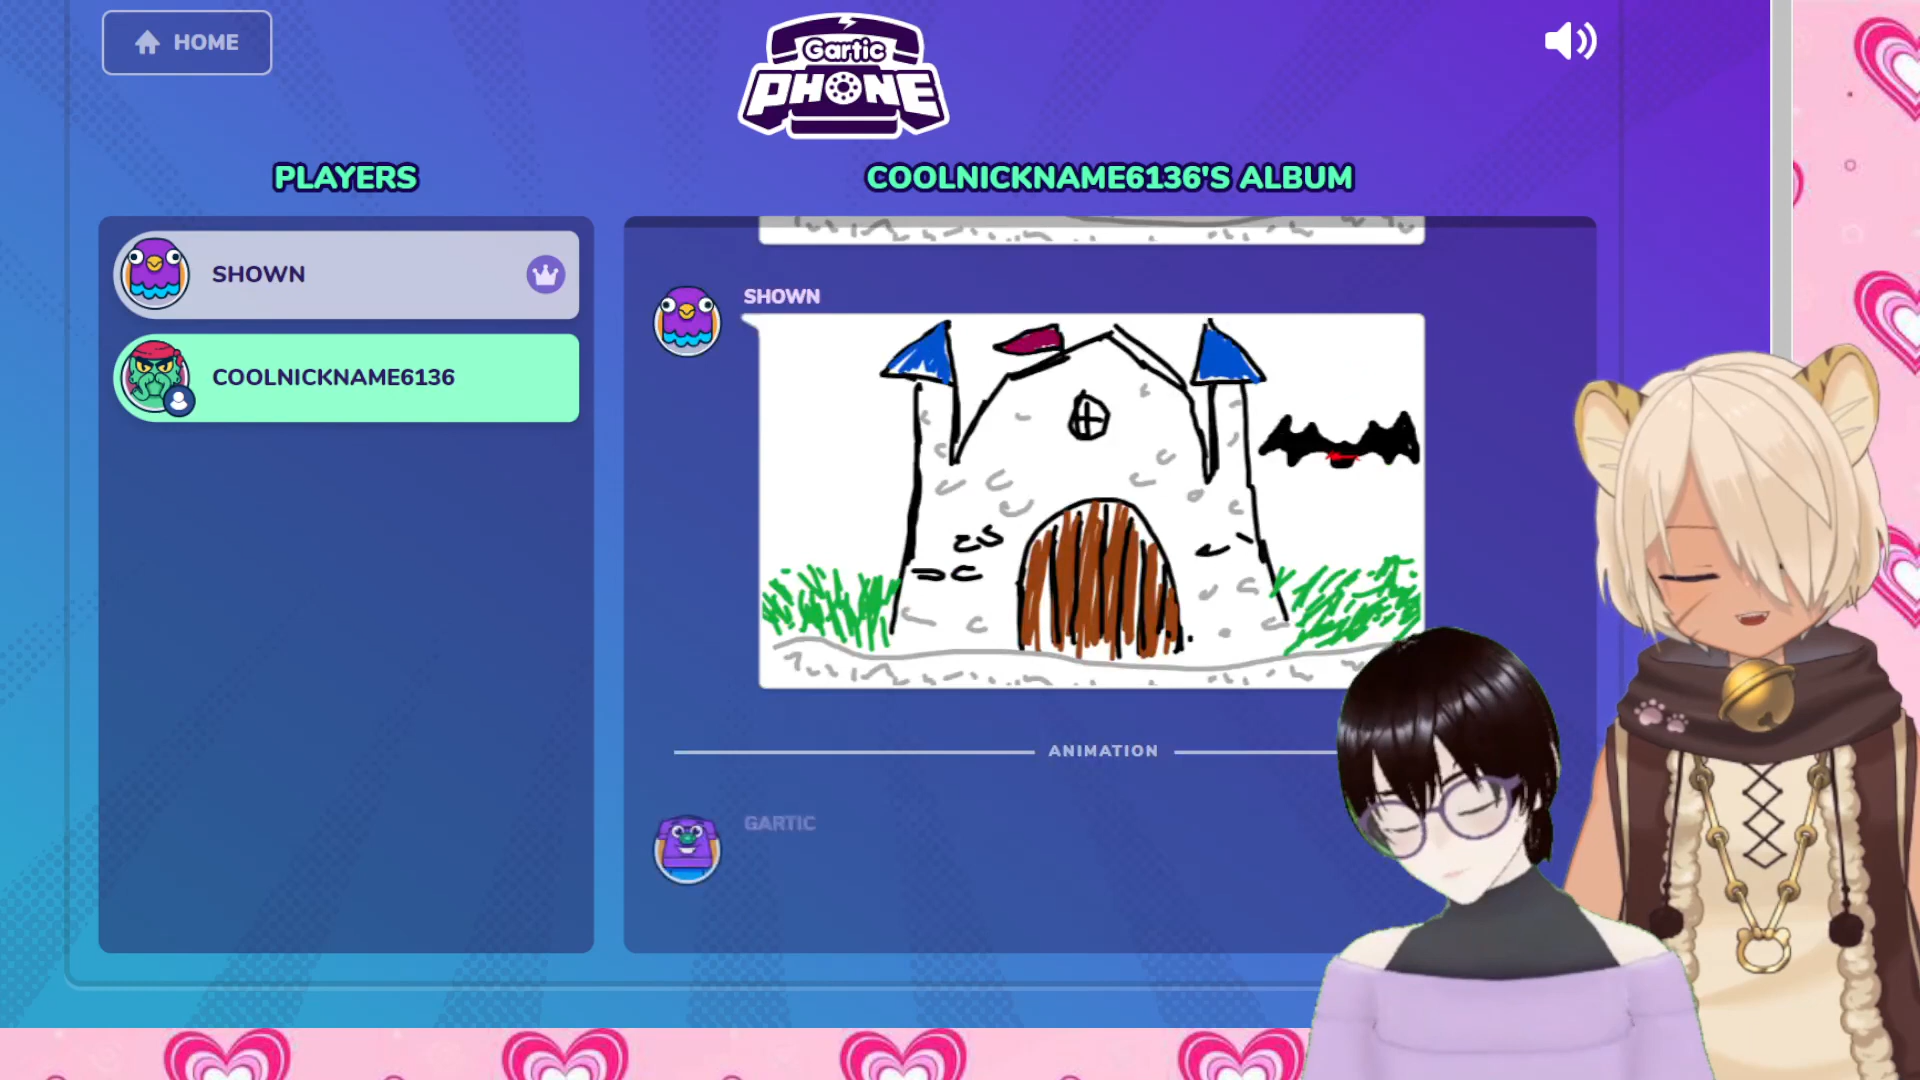 HOME
Gartic
PHONE
PLAYERS
COOLNICKNAME6136'S ALBUM
SHOWN
COOLNICKNAME6136
SHOWN
ANIMATION
GARTIC